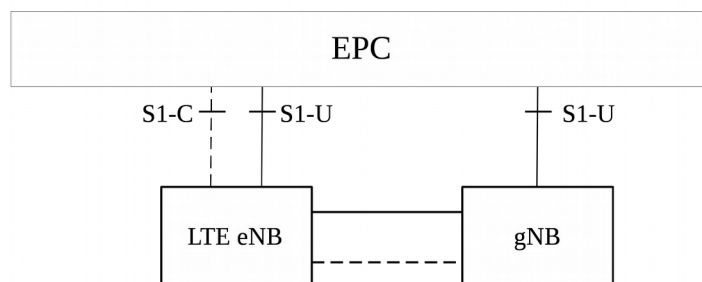 EPC
S1-C
S1-U
S1-U
LTE eNB
gNB